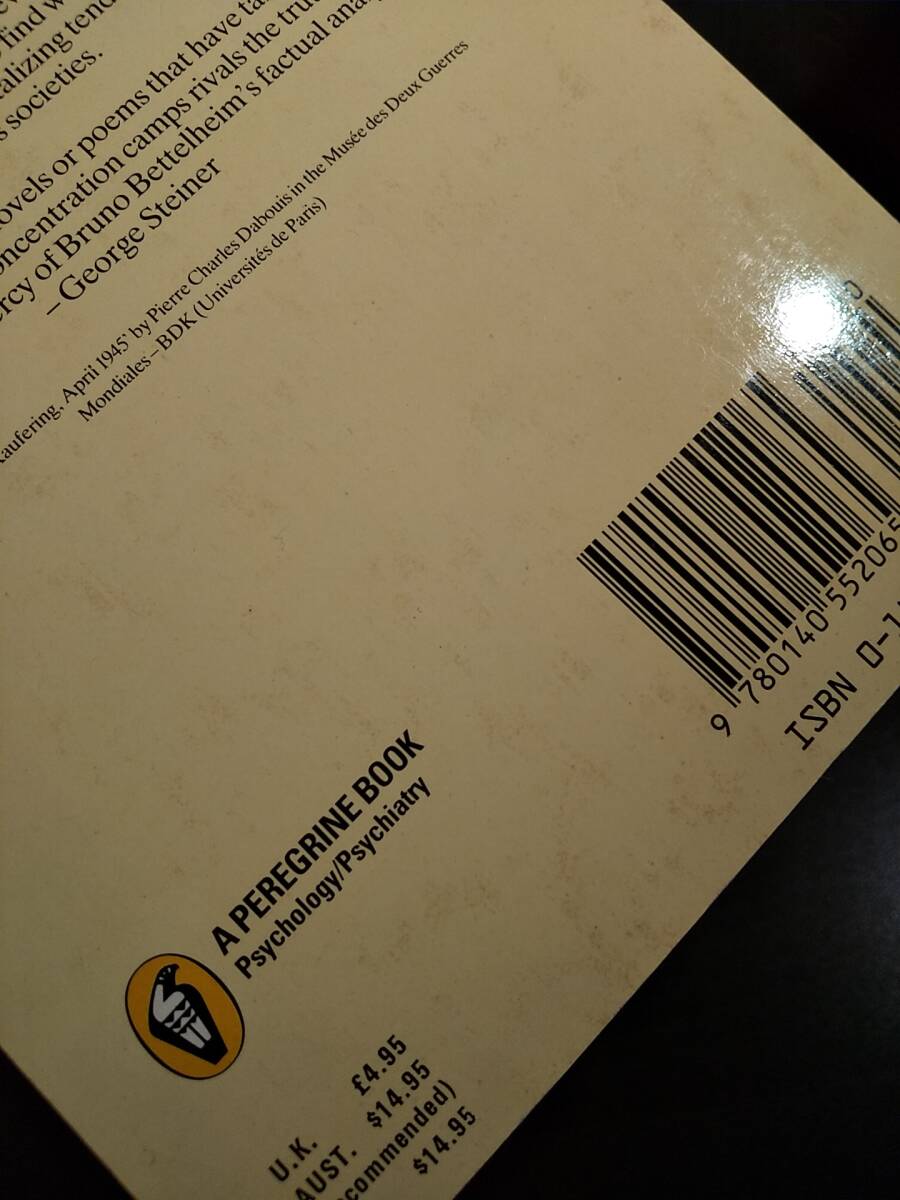 find w
alizing tend
s societies.
ovels or poems that have ta
oncentration camps rivals the tru
rcy of Bruno Bettelheim's factual anal
– George Steiner
aufering, April 1945' by Pierre Charles Dabouis in the Musée des Deux Guerres
Mondiales – BDK (Universités de Paris)
9 780140 552065
ISBN 0-1
A PEREGRINE BOOK
Psychology/Psychiatry
U.K. £4.95
AUST. $14.95
commended)
$14.95